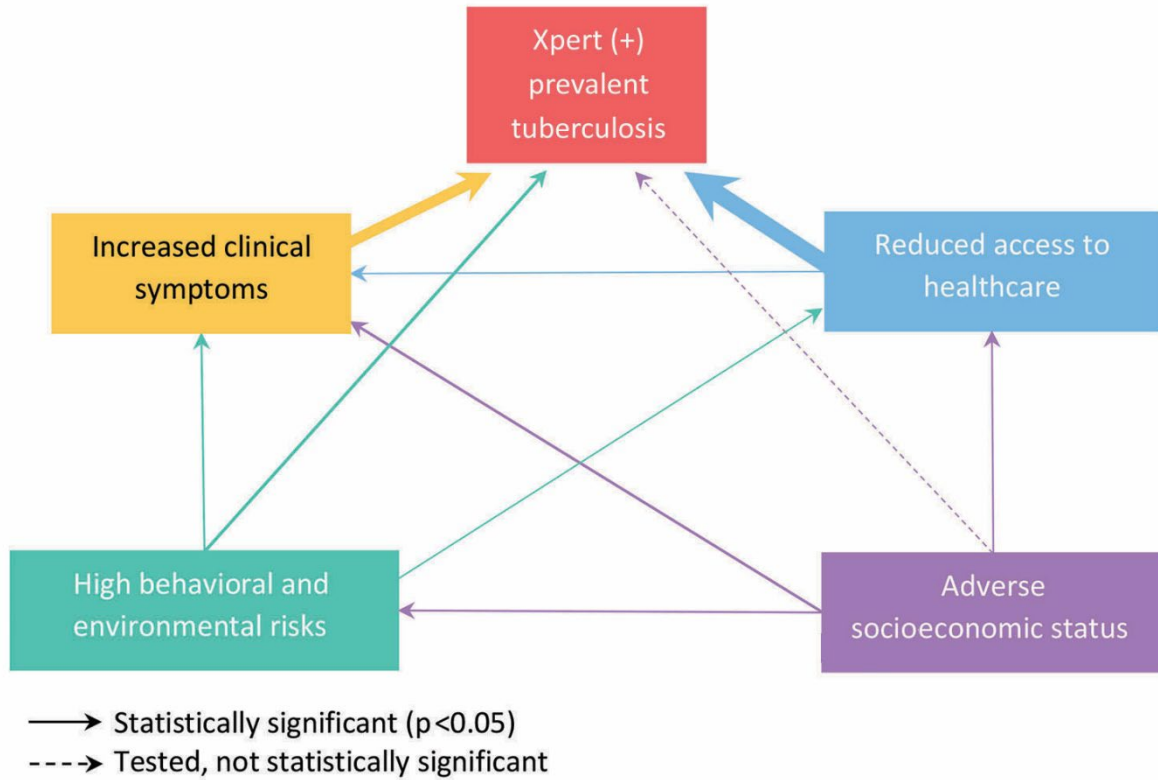 Xpert (+)
prevalent
tuberculosis
Increased clinical
symptoms
Reduced access to
healthcare
High behavioral and
environmental risks
Adverse
socioeconomic status
Statistically significant (p<0.05)
Tested, not statistically significant